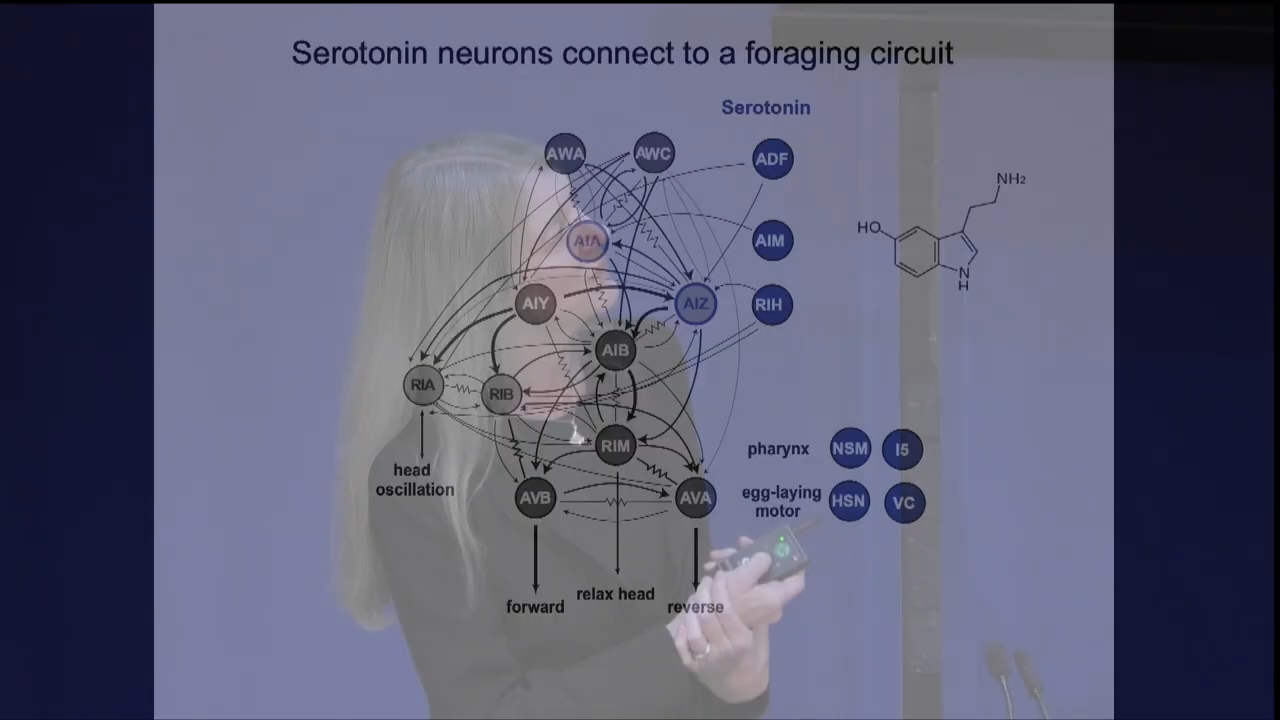 Serotonin neurons connect to a foraging circuit
Serotonin
AWA
AWC
ADF
NH₂
AIA
AIM
HO
AIY
AIZ
RIH
N
H
AIB
RIA
RIB
RIM
pharynx
NSM
I5
head
oscillation
AVB
AVA
egg-laying
motor
HSN
VC
forward
relax head
reverse